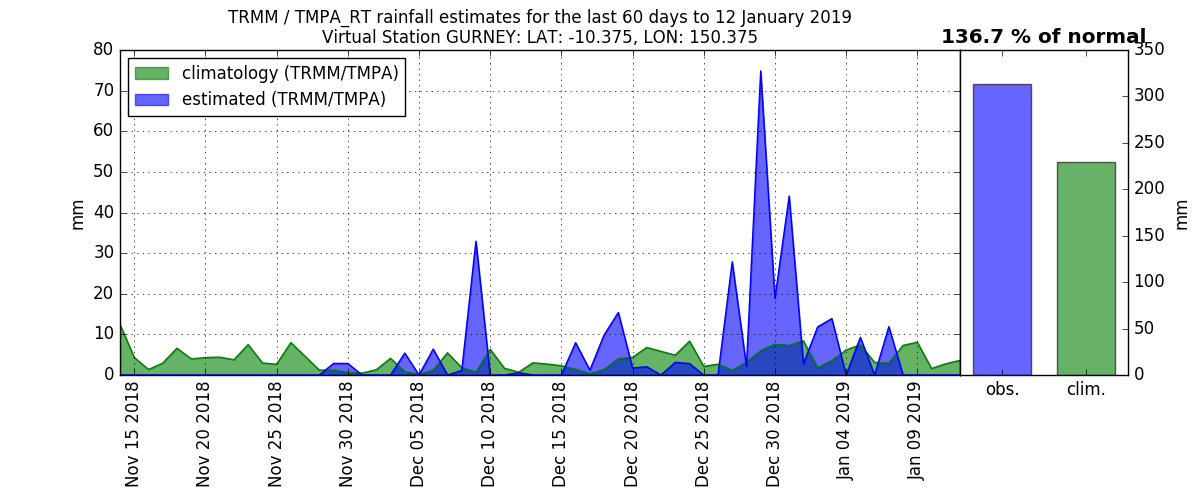 TRMM / TMPA_RT rainfall estimates for the last 60 days to 12 January 2019
Virtual Station GURNEY: LAT: -10.375, LON: 150.375
136.7 % of normal
climatology (TRMM/TMPA)
estimated (TRMM/TMPA)
80
70
60
50
40
30
20
10
0
mm
Nov 15 2018
Nov 20 2018
Nov 25 2018
Nov 30 2018
Dec 05 2018
Dec 10 2018
Dec 15 2018
Dec 20 2018
Dec 25 2018
Dec 30 2018
Jan 04 2019
Jan 09 2019
obs.
clim.
350
300
250
200
150
100
50
0
mm